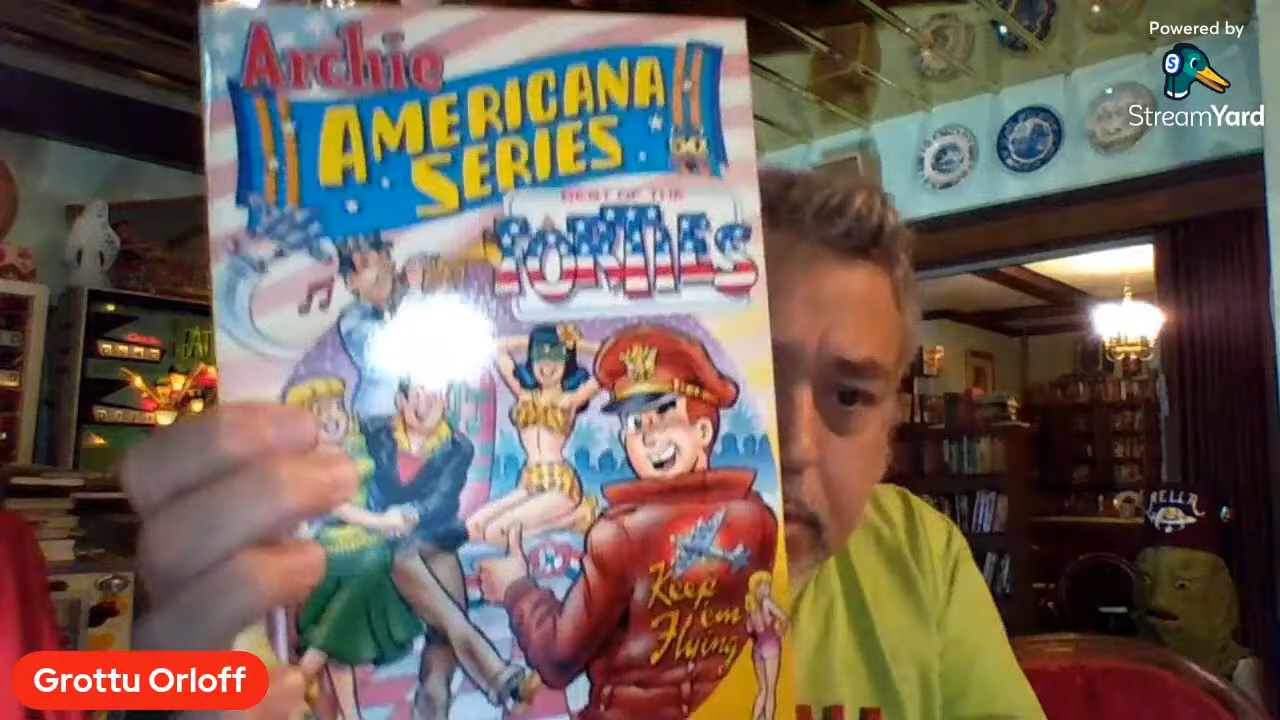 Powered by
StreamYard
Archie
AMERICANA
SERIES
BEST OF THE
FORTIES
Keep
'em
Flying
Grottu Orloff